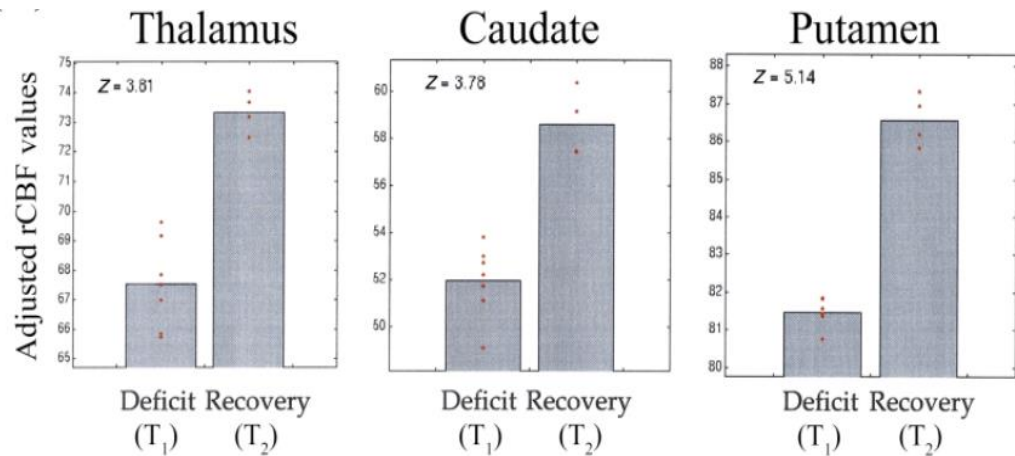 Thalamus
Caudate
Putamen
Adjusted rCBF values
Z = 3.81
75
74
73
72
71
70
69
68
67
66
65
Z = 3.78
60
58
56
54
52
50
Z = 5.14
88
87
86
85
84
83
82
81
80
Deficit Recovery
(T1) (T2)
Deficit Recovery
(T1) (T2)
Deficit Recovery
(T1) (T2)